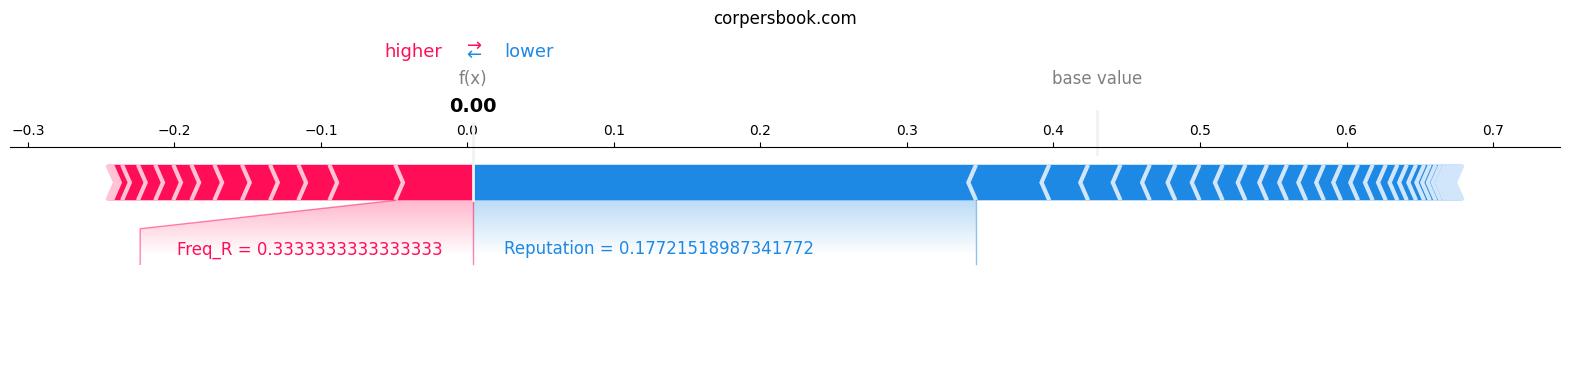 corpersbook.com
higher ⇄ lower
f(x) base value
0.00
−0.3 −0.2 −0.1 0.0 0.1 0.2 0.3 0.4 0.5 0.6 0.7
Freq_R = 0.3333333333333333 Reputation = 0.17721518987341772